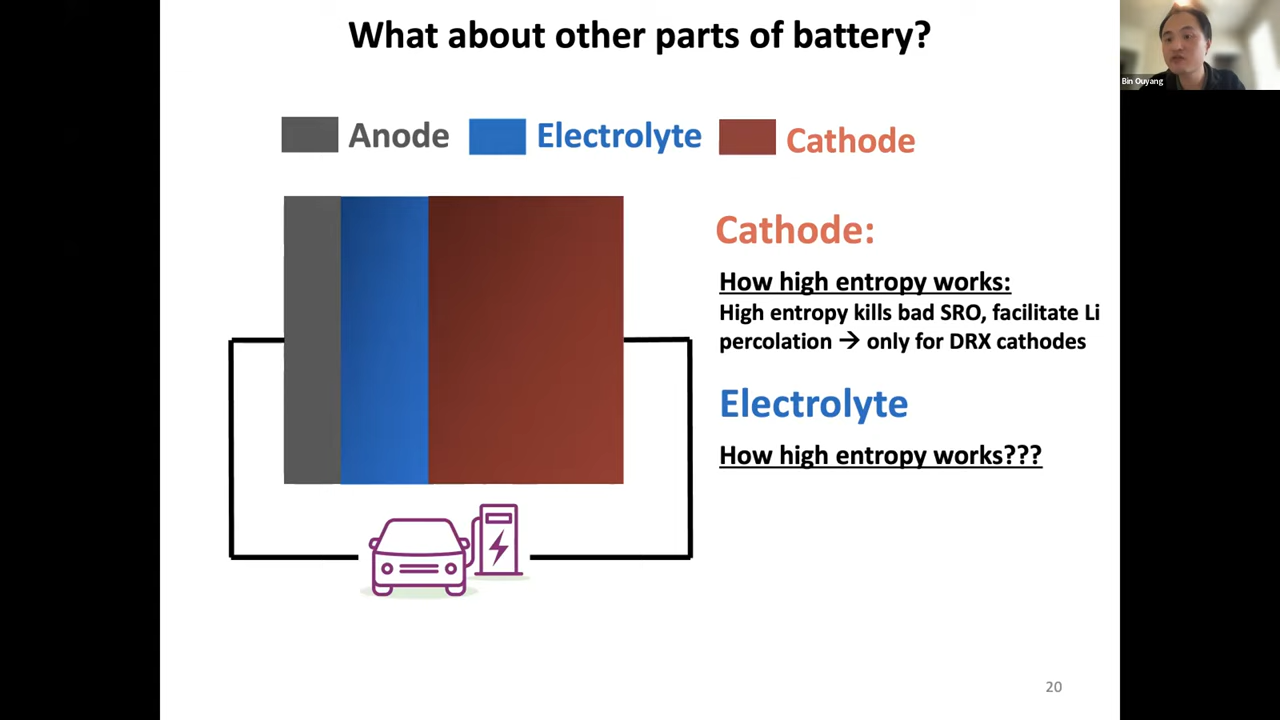 What about other parts of battery?
Bin Ouyang
Anode
Electrolyte
Cathode
Cathode:
How high entropy works:
High entropy kills bad SRO, facilitate Li
percolation → only for DRX cathodes
Electrolyte
How high entropy works???
20